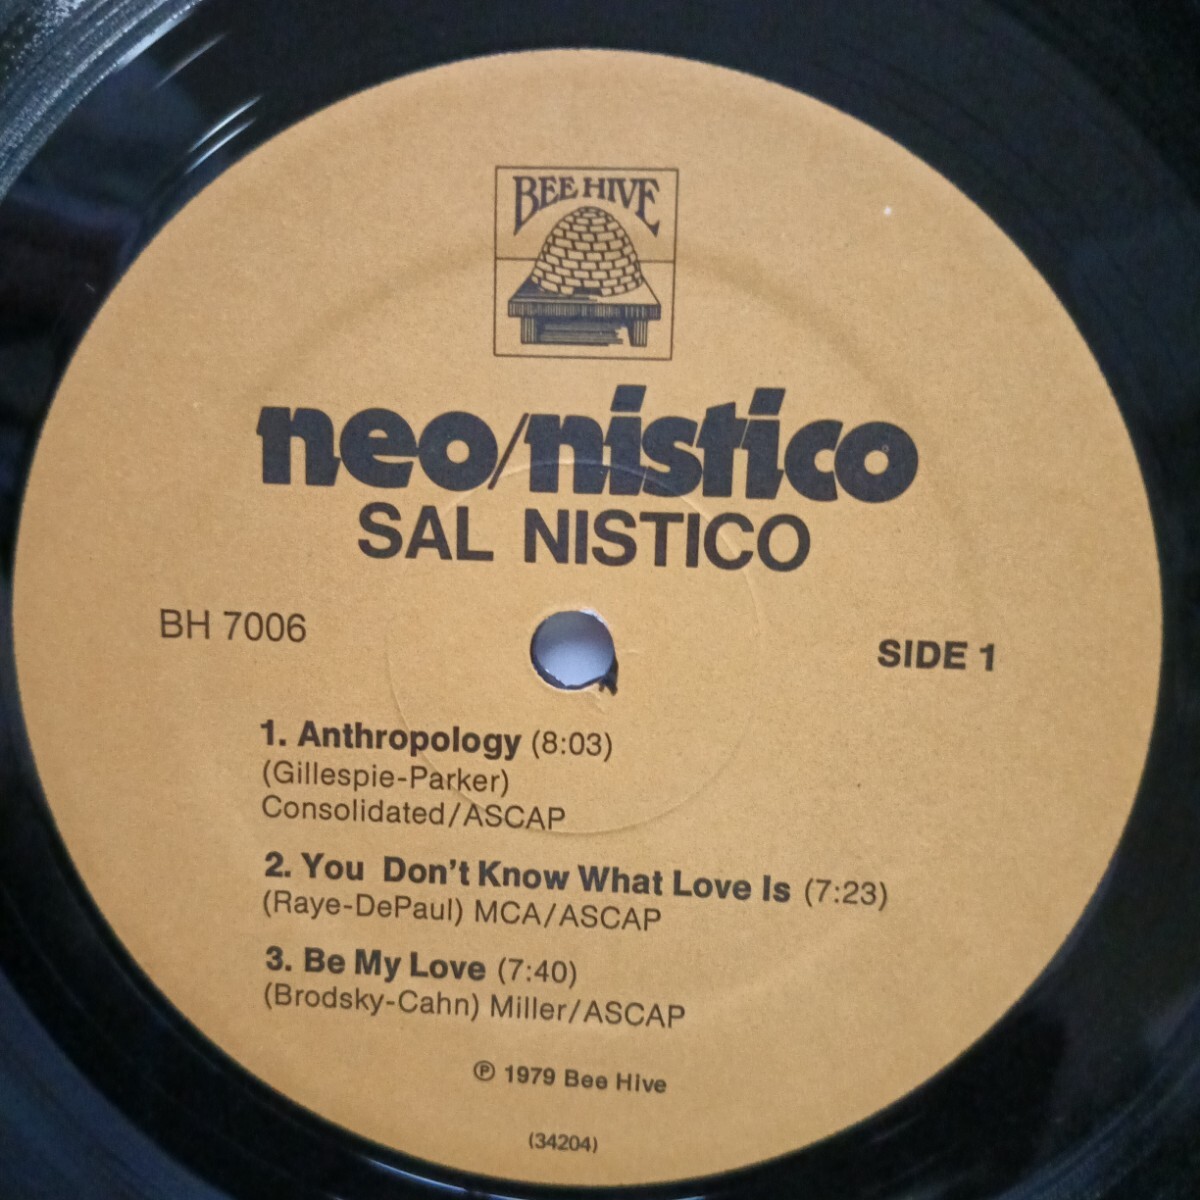 BEE HIVE
neo/nistico
SAL NISTICO
BH 7006
SIDE 1
1. Anthropology (8:03)
(Gillespie-Parker)
Consolidated/ASCAP
2. You Don't Know What Love Is (7:23)
(Raye-DePaul) MCA/ASCAP
3. Be My Love (7:40)
(Brodsky-Cahn) Miller/ASCAP
℗ 1979 Bee Hive
(34204)